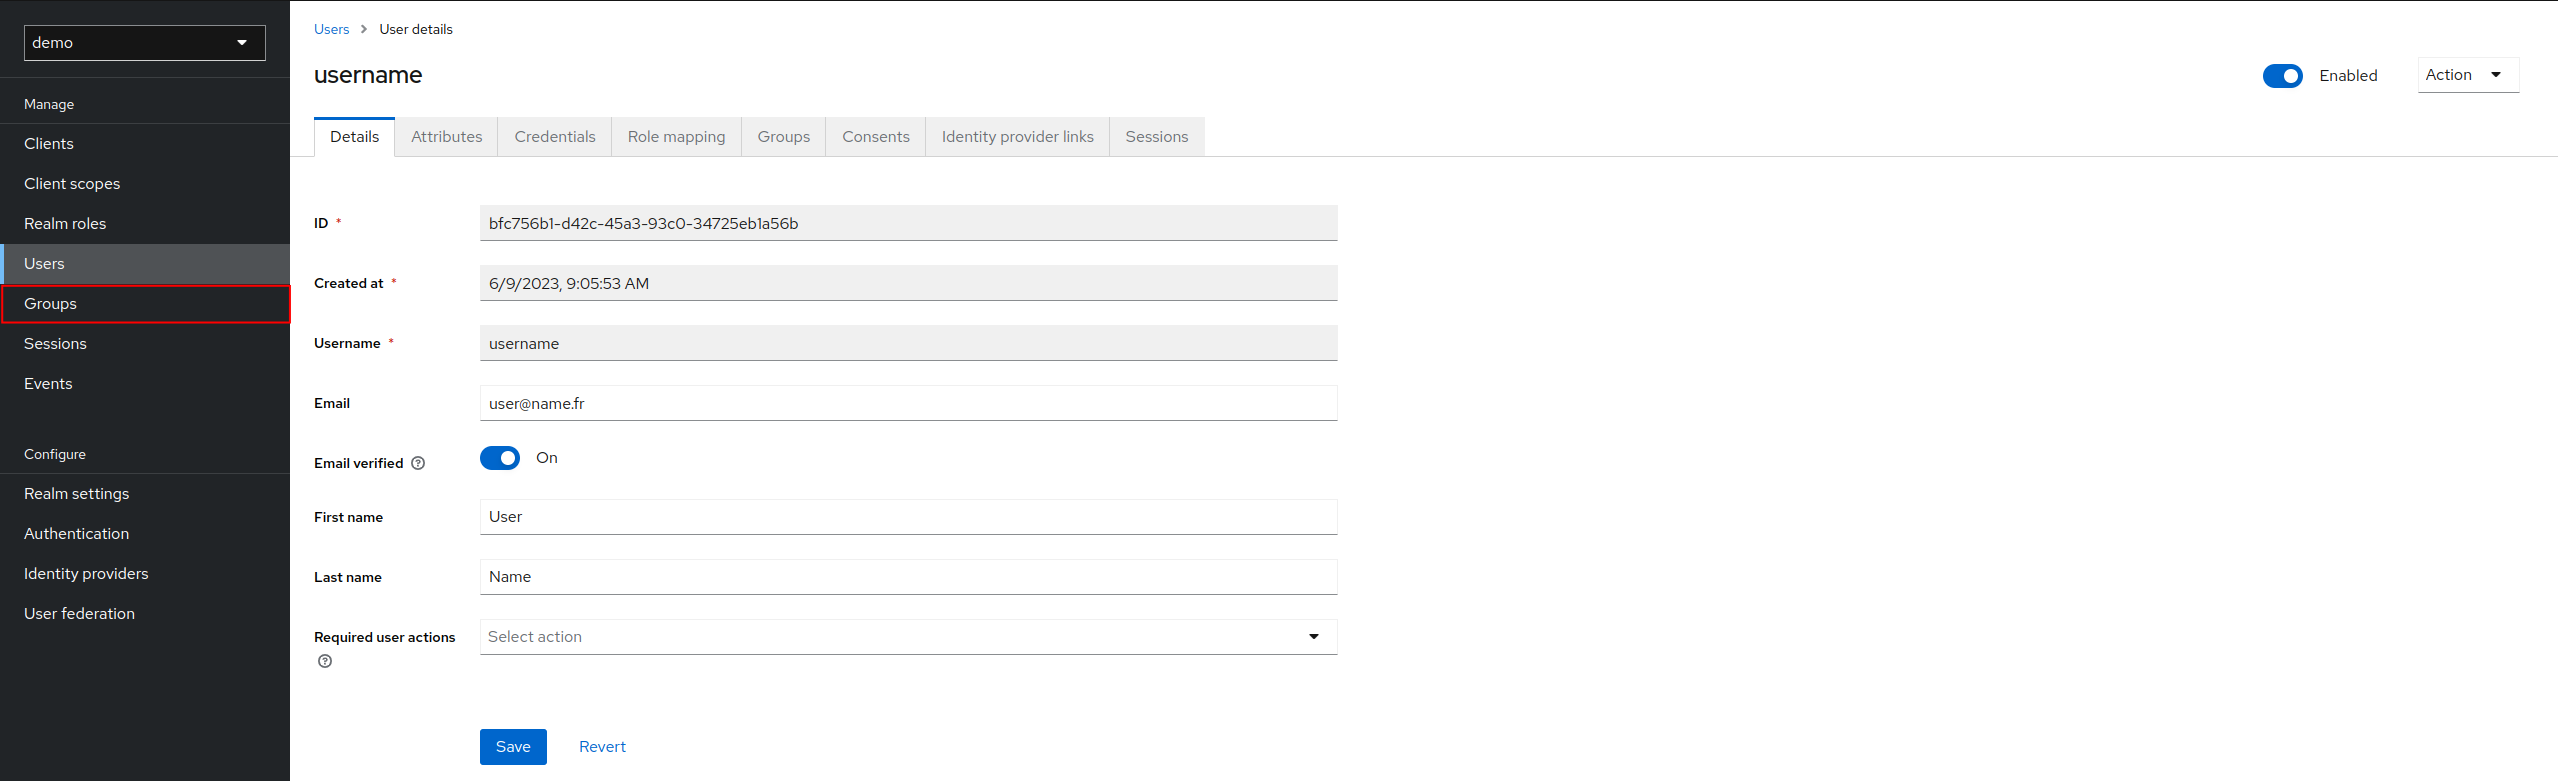 demo
Manage
Clients
Client scopes
Realm roles
Users
Groups
Sessions
Events
Configure
Realm settings
Authentication
Identity providers
User federation
Users > User details
username
Enabled
Action
Details Attributes Credentials Role mapping Groups Consents Identity provider links Sessions
ID * bfc756b1-d42c-45a3-93c0-34725eb1a56b
Created at * 6/9/2023, 9:05:53 AM
Username * username
Email user@name.fr
Email verified ? On
First name User
Last name Name
Required user actions ? Select action
Save Revert